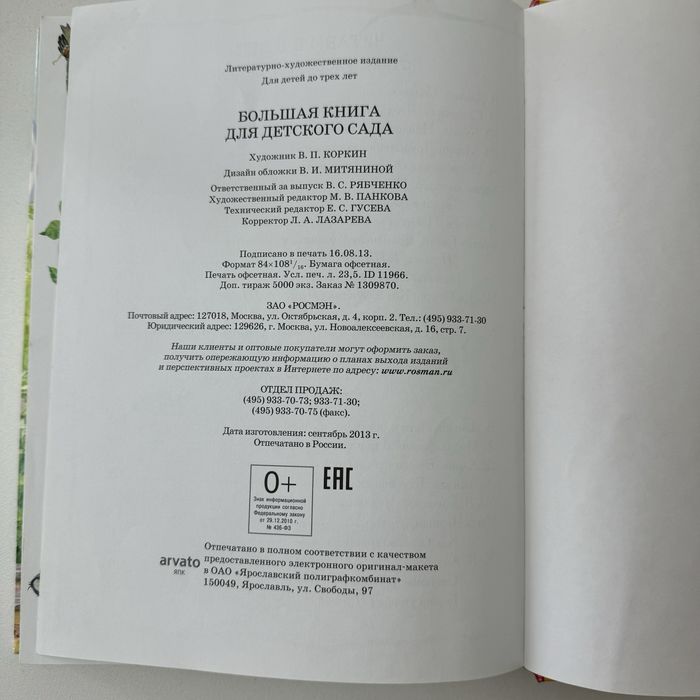 Литературно-художественное издание
Для детей до трех лет
БОЛЬШАЯ КНИГА
ДЛЯ ДЕТСКОГО САДА
Художник В. П. КОРКИН
Дизайн обложки В. И. МИТЯНИНОЙ
Ответственный за выпуск В. С. РЯБЧЕНКО
Художественный редактор М. В. ПАНКОВА
Технический редактор Е. С. ГУСЕВА
Корректор Л. А. ЛАЗАРЕВА
Подписано в печать 16.08.13.
Формат 84×108¹/₁₆. Бумага офсетная.
Печать офсетная. Усл. печ. л. 23,5. ID 11966.
Доп. тираж 5000 экз. Заказ № 1309870.
ЗАО «РОСМЭН».
Почтовый адрес: 127018, Москва, ул. Октябрьская, д. 4, корп. 2. Тел.: (495) 933-71-30
Юридический адрес: 129626, г. Москва, ул. Новоалексеевская, д. 16, стр. 7.
Наши клиенты и оптовые покупатели могут оформить заказ,
получить опережающую информацию о планах выхода изданий
и перспективных проектах в Интернете по адресу: www.rosman.ru
ОТДЕЛ ПРОДАЖ:
(495) 933-70-73; 933-71-30;
(495) 933-70-75 (факс).
Дата изготовления: сентябрь 2013 г.
Отпечатано в России.
0+
EAC
Знак информационной
продукции согласно
Федеральному закону
от 29.12.2010 г.
№ 436-ФЗ
arvato
ЯПК
Отпечатано в полном соответствии с качеством
предоставленного электронного оригинал-макета
в ОАО «Ярославский полиграфкомбинат»
150049, Ярославль, ул. Свободы, 97